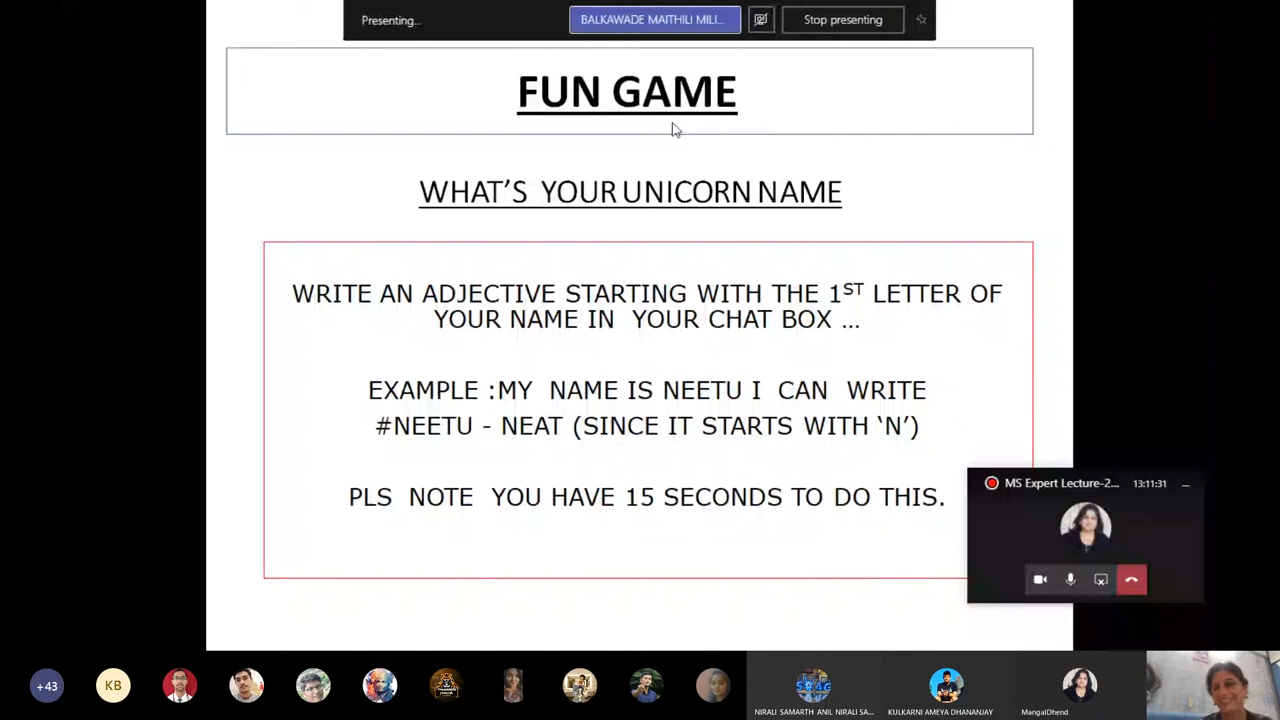 Presenting...
BALKAWADE MAITHILI MILI...
Stop presenting
FUN GAME
WHAT’S YOUR UNICORN NAME
WRITE AN ADJECTIVE STARTING WITH THE 1ST LETTER OF
YOUR NAME IN YOUR CHAT BOX ...
EXAMPLE :MY NAME IS NEETU I CAN WRITE
#NEETU - NEAT (SINCE IT STARTS WITH ‘N’)
PLS NOTE YOU HAVE 15 SECONDS TO DO THIS.
MS Expert Lecture-2...
13:11:31
+43
KB
NIRALI SAMARTH ANIL NIRALI SA...
KULKARNI AMEYA DHANANJAY
MangalDhend